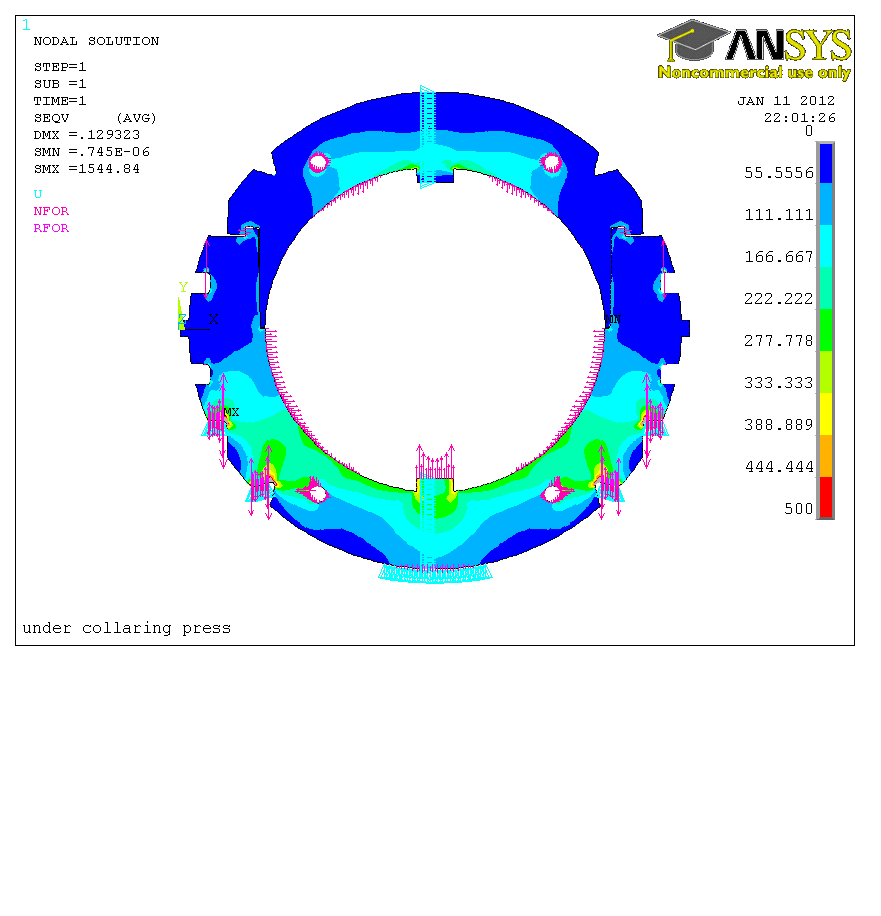 1
NODAL SOLUTION
STEP=1
SUB =1
TIME=1
SEQV (AVG)
DMX =.129323
SMN =.745E-06
SMX =1544.84
U
NFOR
RFOR
ANSYS
Noncommercial use only
JAN 11 2012
22:01:26
0
55.5556
111.111
166.667
222.222
277.778
333.333
388.889
444.444
500
Y
Z X
MX
under collaring press